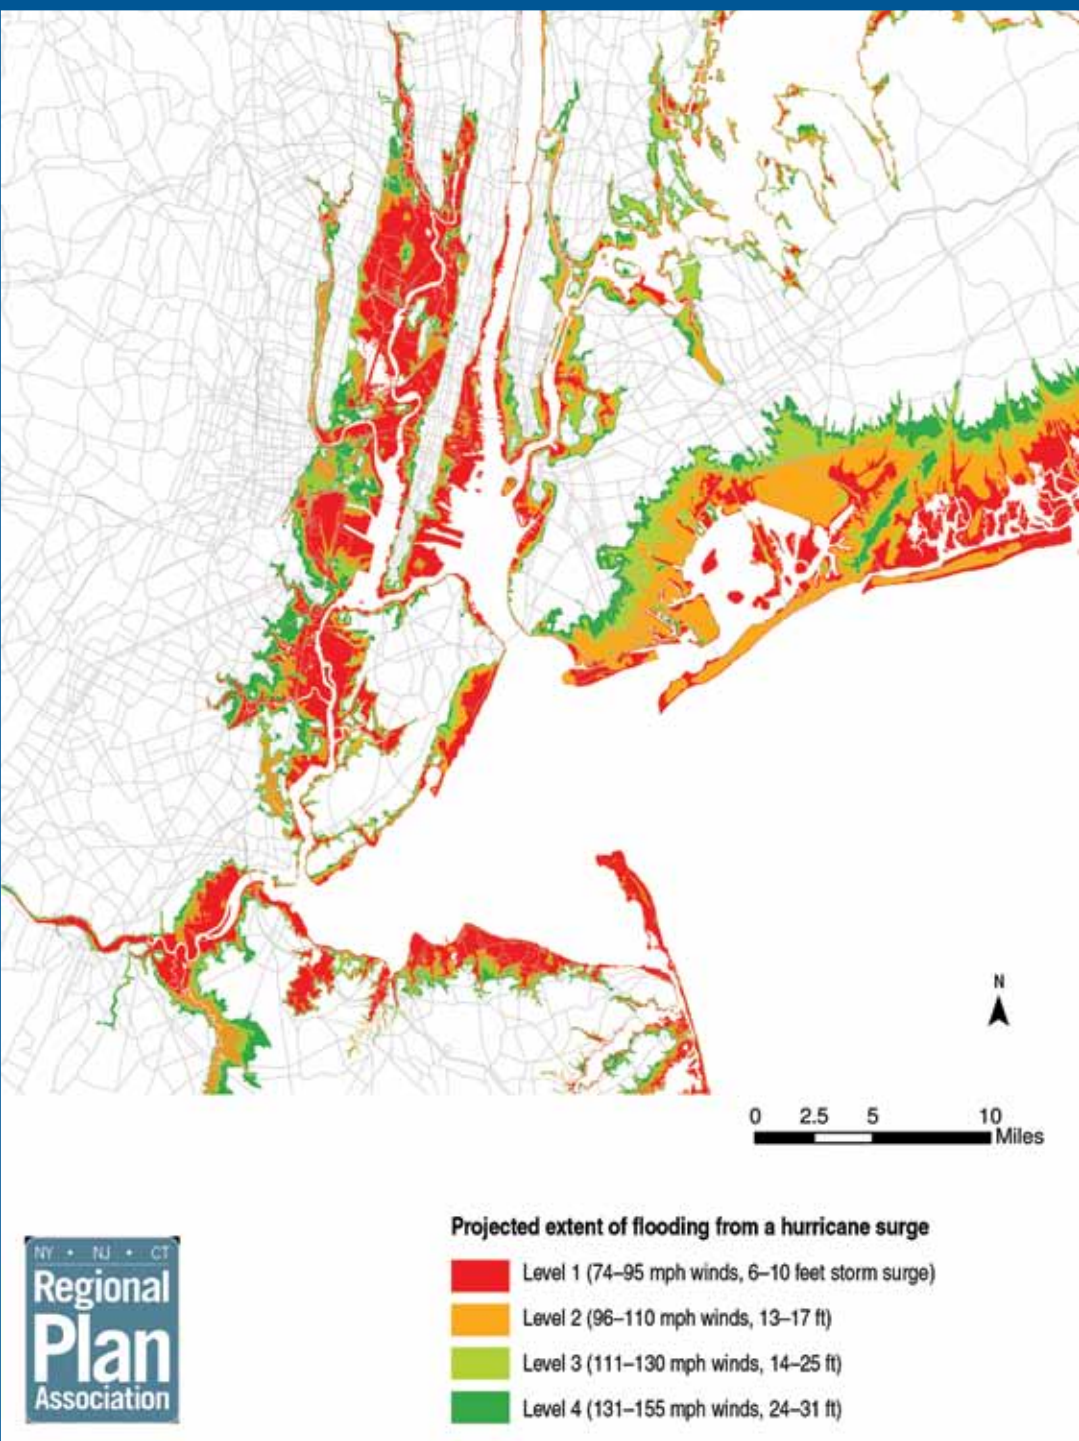 N
0 2.5 5 10
Miles
Projected extent of flooding from a hurricane surge
Level 1 (74–95 mph winds, 6–10 feet storm surge)
Level 2 (96–110 mph winds, 13–17 ft)
Level 3 (111–130 mph winds, 14–25 ft)
Level 4 (131–155 mph winds, 24–31 ft)
NY • NJ • CT
Regional
Plan
Association